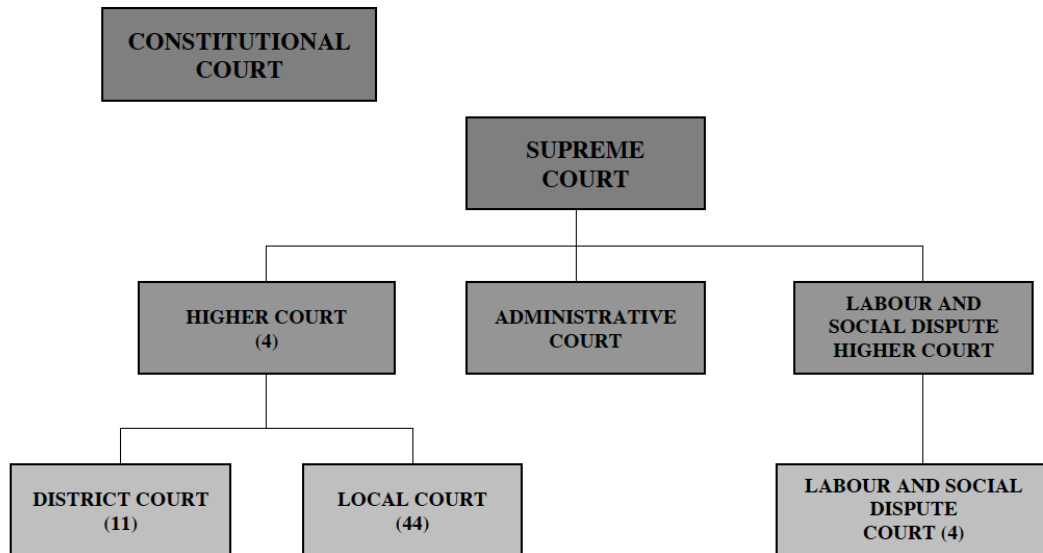 CONSTITUTIONAL
COURT
SUPREME
COURT
HIGHER COURT
(4)
ADMINISTRATIVE
COURT
LABOUR AND
SOCIAL DISPUTE
HIGHER COURT
DISTRICT COURT
(11)
LOCAL COURT
(44)
LABOUR AND SOCIAL
DISPUTE
COURT (4)